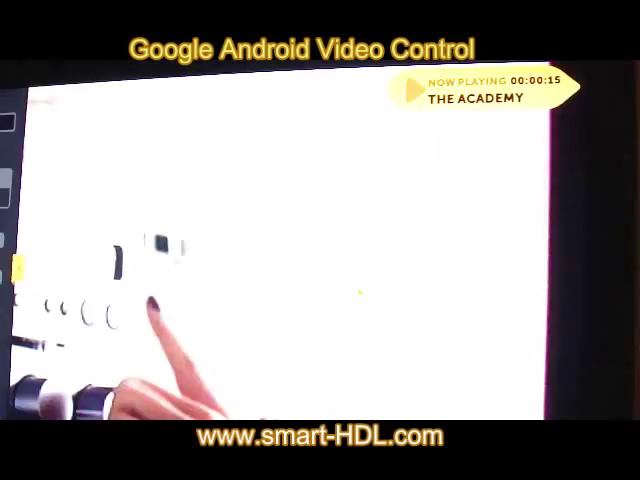 Google Android Video Control
NOW PLAYING 00:00:15
THE ACADEMY
www.smart-HDL.com